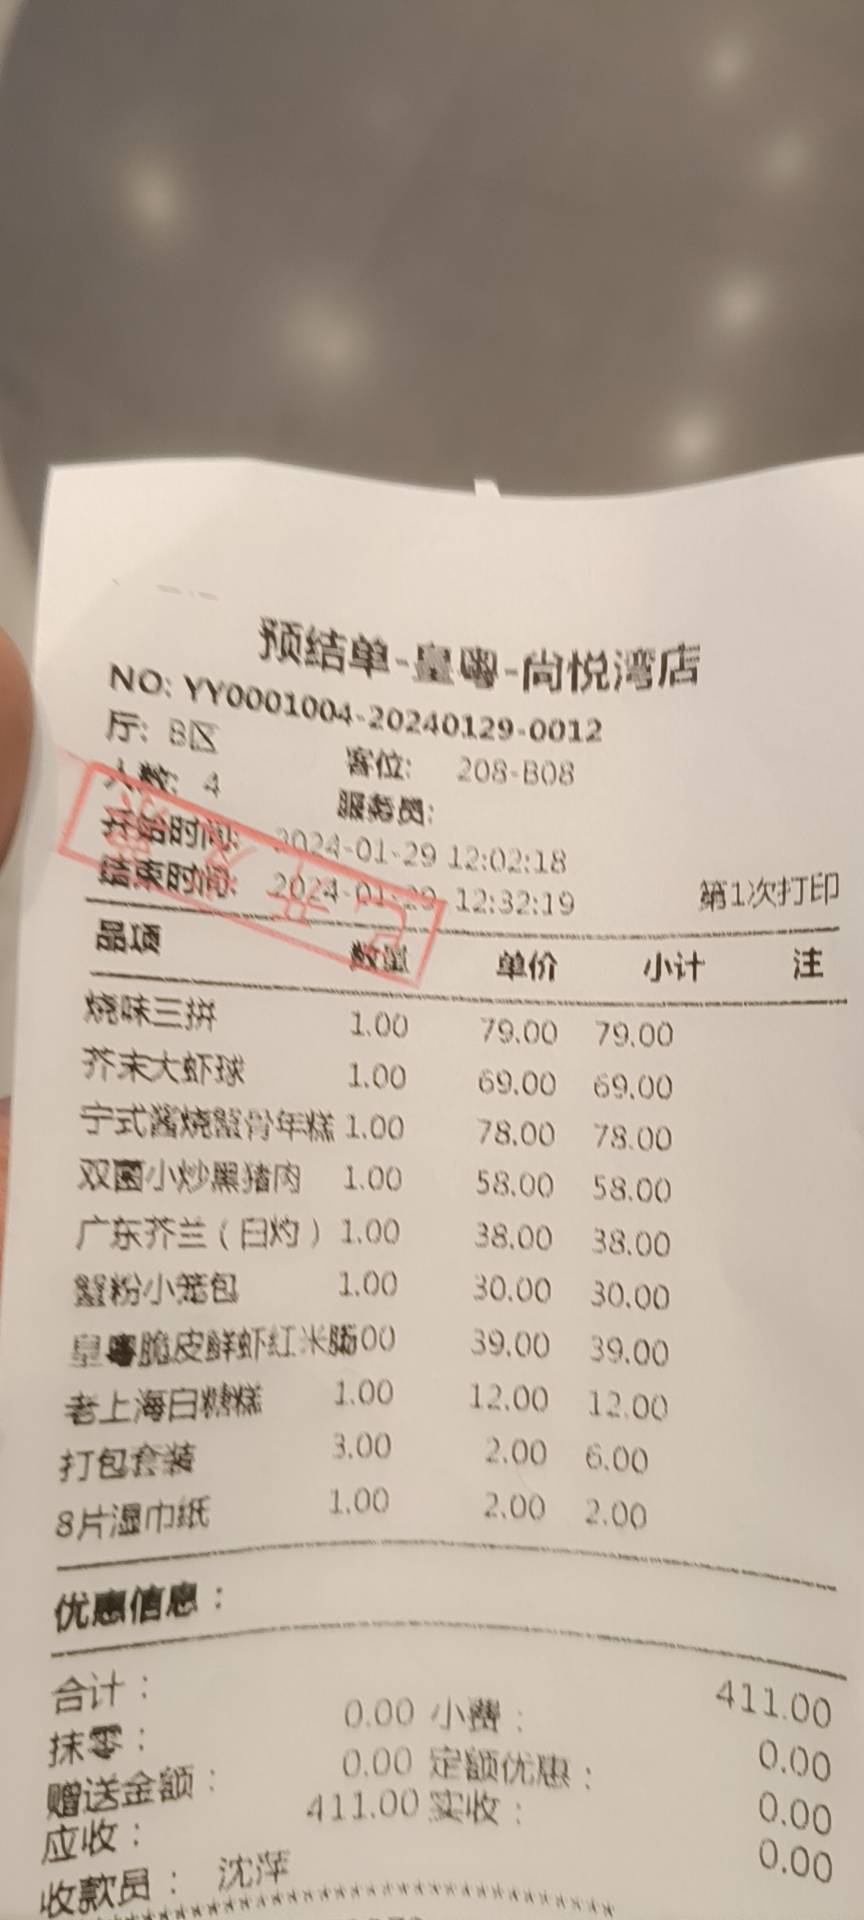 预结单-皇粤-尚悦湾店
NO: YY0001004-20240129-0012
厅: B区 客位: 208-B08
人数: 4 服务员:
开始时间: 2024-01-29 12:02:18
结束时间: 2024-01-29 12:32:19 第1次打印
品项 数量 单价 小计 注
烧味三拼 1.00 79.00 79.00
芥末大虾球 1.00 69.00 69.00
宁式酱烧蟹骨年糕 1.00 78.00 78.00
双菌小炒黑猪肉 1.00 58.00 58.00
广东芥兰(白灼) 1.00 38.00 38.00
蟹粉小笼包 1.00 30.00 30.00
皇粤脆皮鲜虾红米肠 00 39.00 39.00
老上海白糖糕 1.00 12.00 12.00
打包套装 3.00 2.00 6.00
8片湿巾纸 1.00 2.00 2.00
优惠信息：
合计： 411.00
抹零： 0.00 小费： 0.00
赠送金额： 0.00 定额优惠： 0.00
应收： 411.00 实收： 0.00
收款员： 沈萍